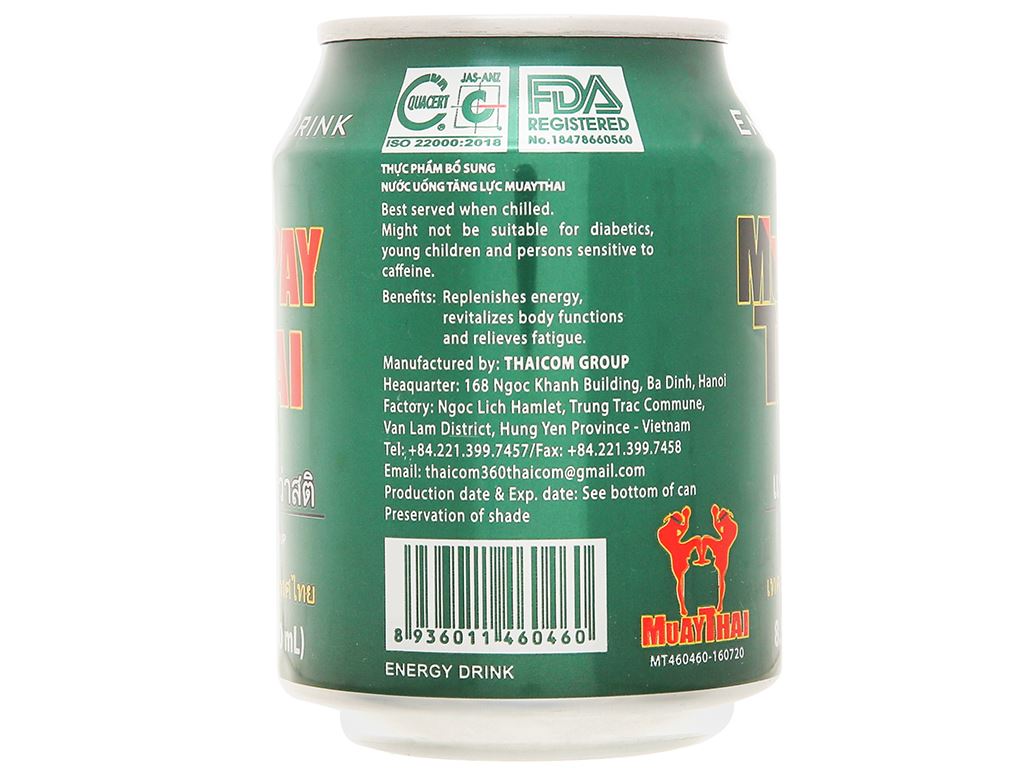 JAS-ANZ
QUACERT
ISO 22000:2018
FDA
REGISTERED
No.18478660560
DRINK
THỰC PHẨM BỔ SUNG
NƯỚC UỐNG TĂNG LỰC MUAYTHAI
Best served when chilled.
Might not be suitable for diabetics,
young children and persons sensitive to
caffeine.
Benefits: Replenishes energy,
revitalizes body functions
and relieves fatigue.
Manufactured by: THAICOM GROUP
Heaquarter: 168 Ngoc Khanh Building, Ba Dinh, Hanoi
Factory: Ngoc Lich Hamlet, Trung Trac Commune,
Van Lam District, Hung Yen Province - Vietnam
Tel: +84.221.399.7457/Fax: +84.221.399.7458
Email: thaicom360thaicom@gmail.com
Production date & Exp. date: See bottom of can
Preservation of shade
8 936011 460460
ENERGY DRINK
MUAYTHAI
MT460460-160720
mL)